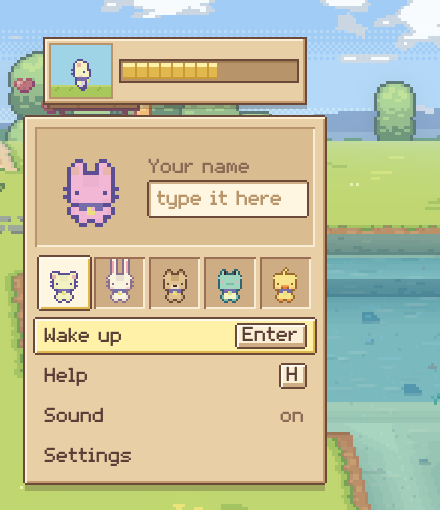 Your name
type it here
Wake up Enter
Help H
Sound on
Settings